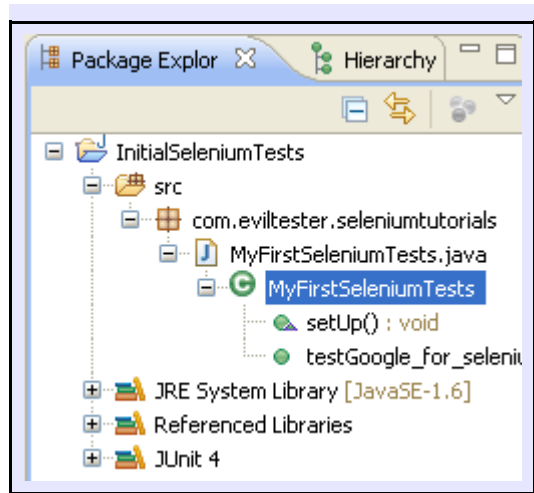 Package Explor Hierarchy
InitialSeleniumTests
src
com.eviltester.seleniumtutorials
MyFirstSeleniumTests.java
MyFirstSeleniumTests
setUp() : void
testGoogle_for_seleniu
JRE System Library [JavaSE-1.6]
Referenced Libraries
JUnit 4